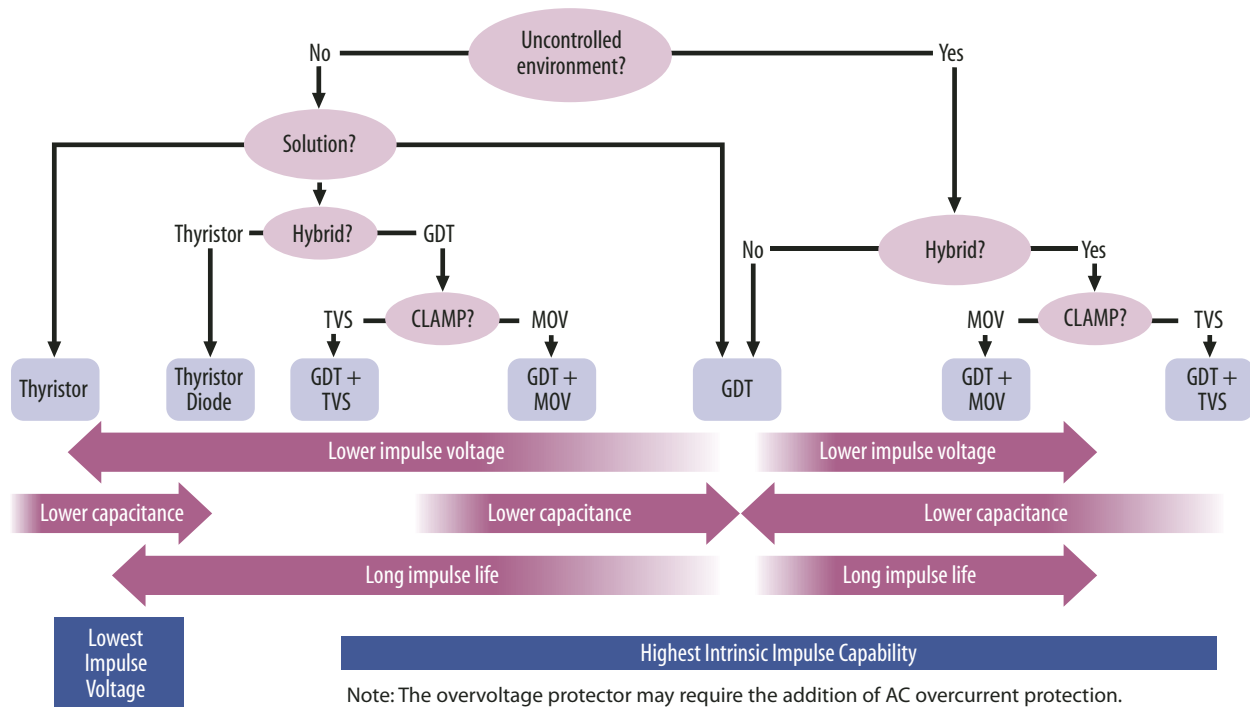 Uncontrolled
environment?
No
Yes
Solution?
Thyristor
Hybrid?
GDT
No
Hybrid?
Yes
TVS
CLAMP?
MOV
MOV
CLAMP?
TVS
Thyristor
Thyristor
Diode
GDT +
TVS
GDT +
MOV
GDT
GDT +
MOV
GDT +
TVS
Lower impulse voltage
Lower impulse voltage
Lower capacitance
Lower capacitance
Lower capacitance
Long impulse life
Long impulse life
Lowest
Impulse
Voltage
Highest Intrinsic Impulse Capability
Note: The overvoltage protector may require the addition of AC overcurrent protection.